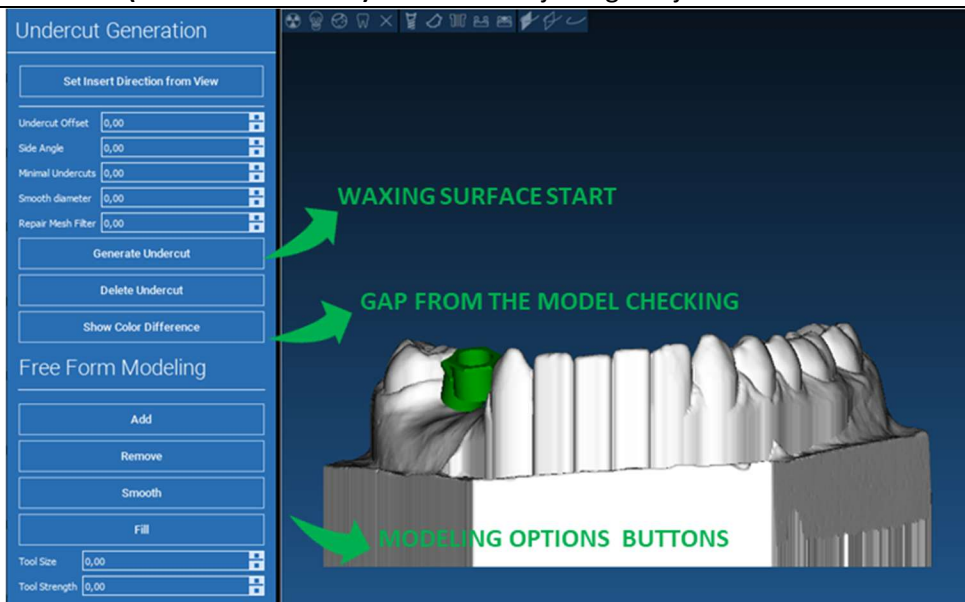 Undercut Generation
Set Insert Direction from View
Undercut Offset 0,00
Side Angle 0,00
Minimal Undercuts 0,00
Smooth diameter 0,00
Repair Mesh Filter 0,00
Generate Undercut
Delete Undercut
Show Color Difference
Free Form Modeling
Add
Remove
Smooth
Fill
Tool Size 0,00
Tool Strength 0,00
WAXING SURFACE START
GAP FROM THE MODEL CHECKING
MODELING OPTIONS BUTTONS